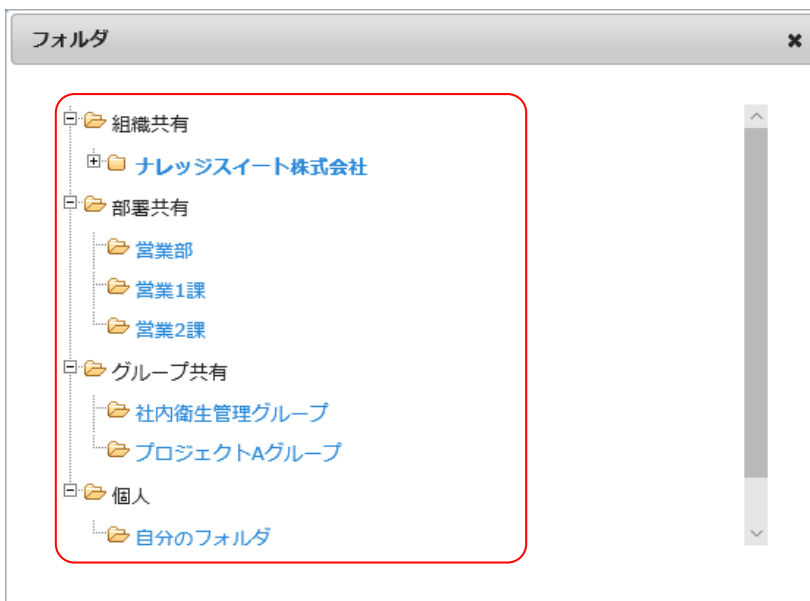 フォルダ
組織共有
ナレッジスイート株式会社
部署共有
営業部
営業1課
営業2課
グループ共有
社内衛生管理グループ
プロジェクトAグループ
個人
自分のフォルダ